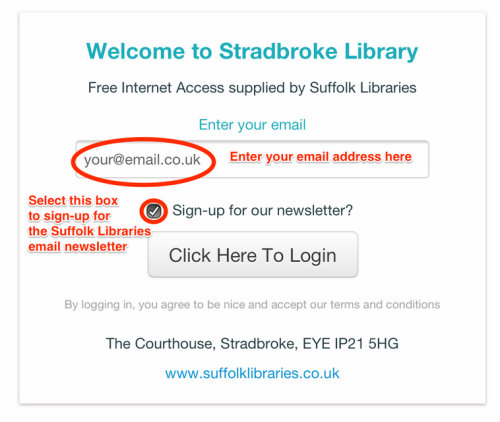 Welcome to Stradbroke Library
Free Internet Access supplied by Suffolk Libraries
Enter your email
your@email.co.uk
Enter your email address here
Select this box
to sign-up for
the Suffolk Libraries
email newsletter
Sign-up for our newsletter?
Click Here To Login
By logging in, you agree to be nice and accept our terms and conditions
The Courthouse, Stradbroke, EYE IP21 5HG
www.suffolklibraries.co.uk